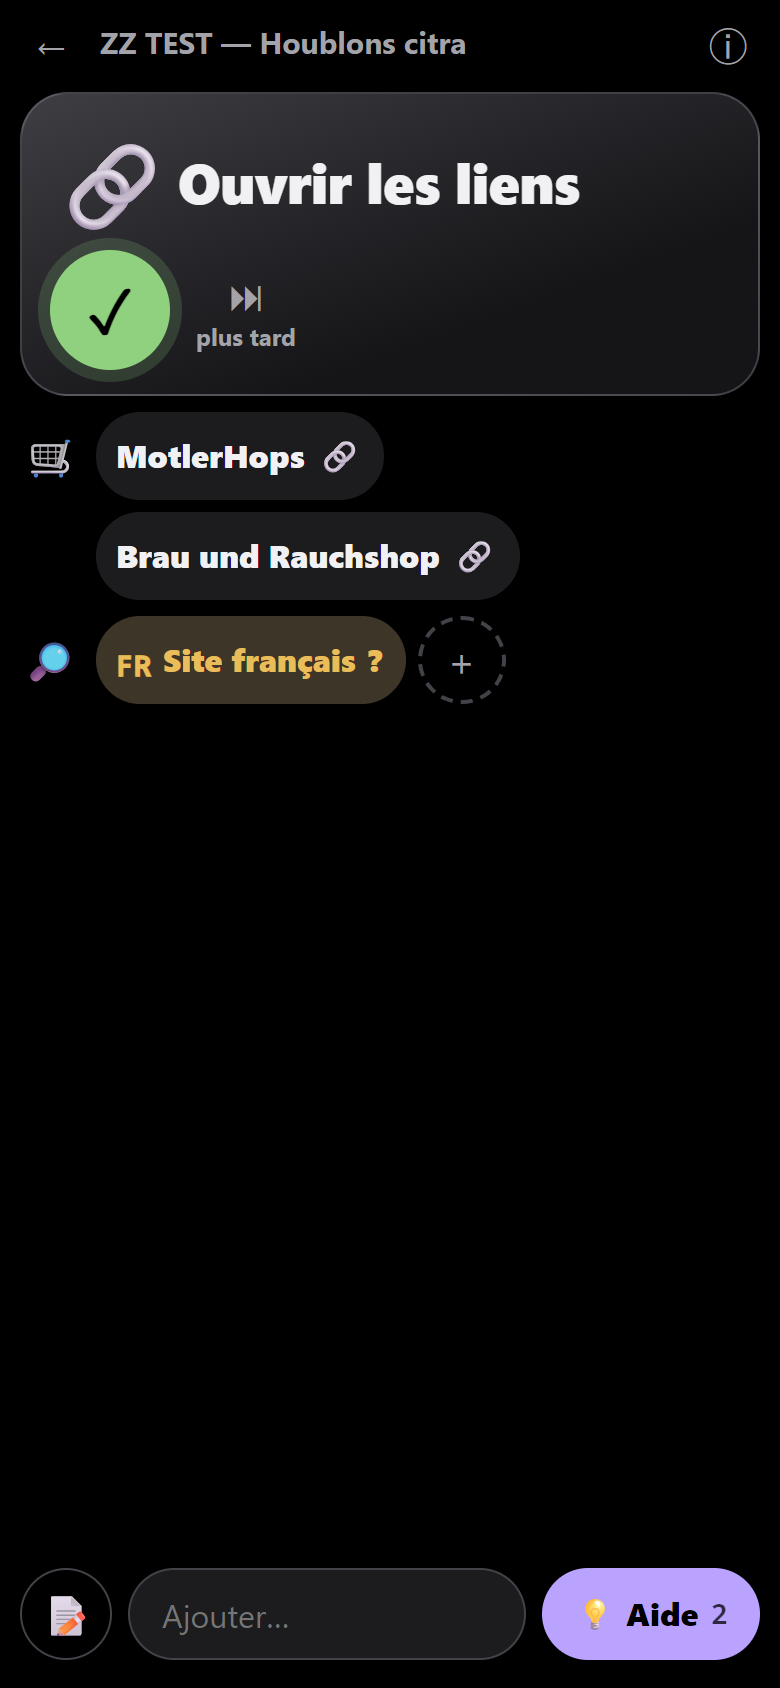 ← ZZ TEST — Houblons citra ⓘ
🔗 Ouvrir les liens
✓
plus tard
MotlerHops 🔗
Brau und Rauchshop 🔗
FR Site français ?
+
Ajouter...
💡 Aide 2